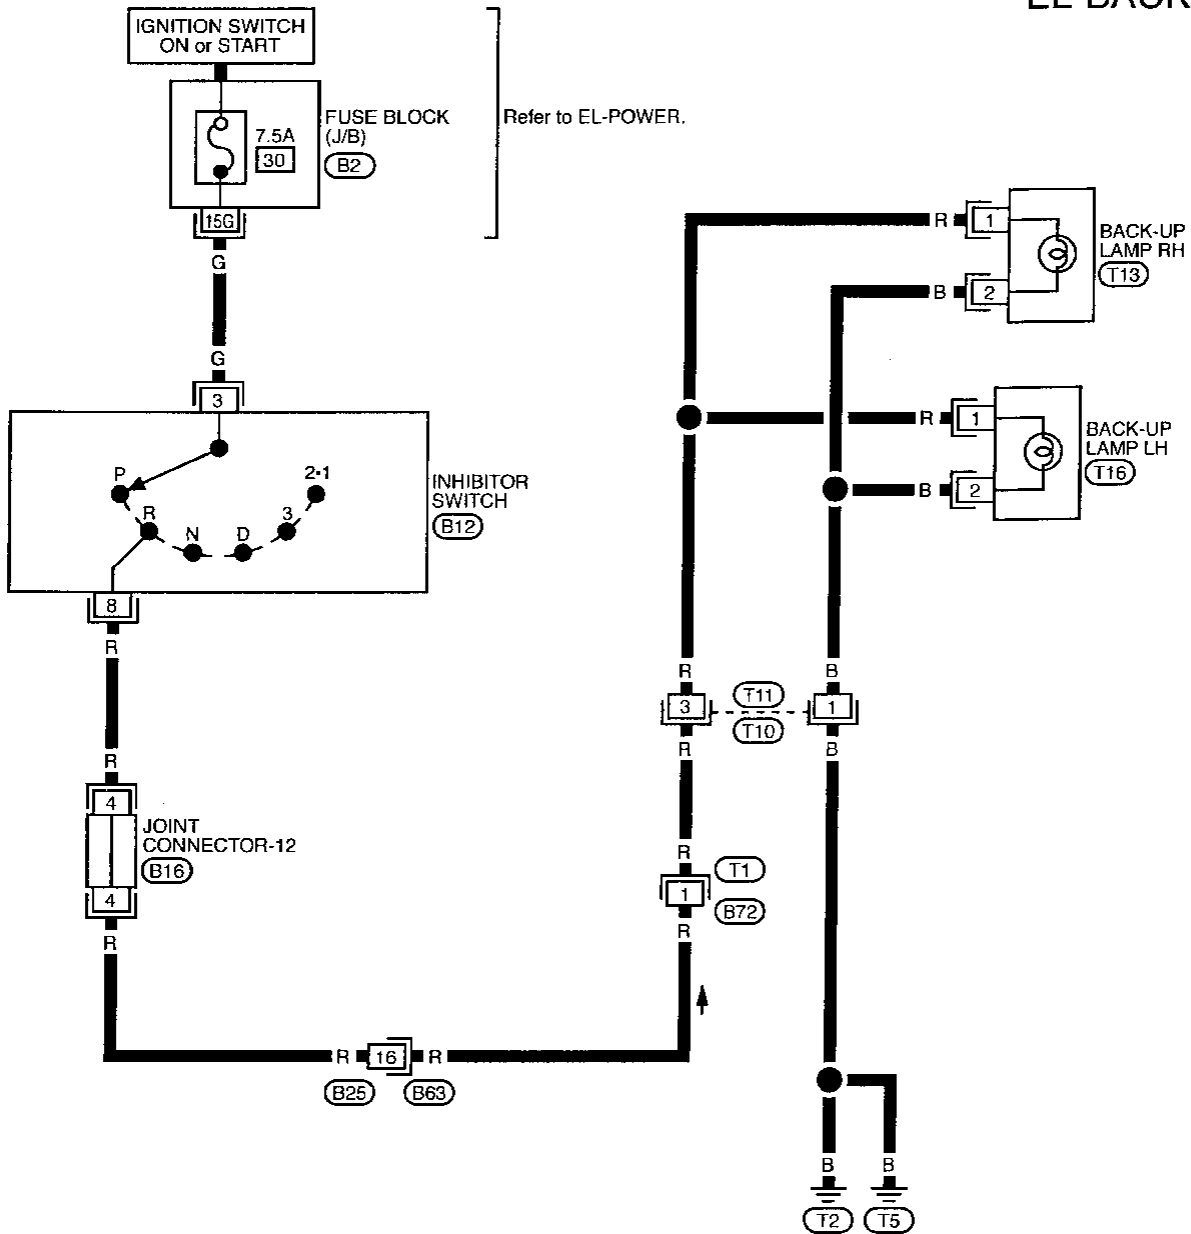 EL-BACK
IGNITION SWITCH
ON or START
FUSE BLOCK
(J/B)
B2
7.5A
30
Refer to EL-POWER.
15G
G
G
3
P
R
N
D
3
2•1
INHIBITOR
SWITCH
B12
8
R
R
4
JOINT
CONNECTOR-12
B16
4
R
R
16
R
B25
B63
R
1
BACK-UP
LAMP RH
T13
B
2
R
1
BACK-UP
LAMP LH
T16
B
2
R
3
R
T11
T10
B
1
B
R
1
R
T1
B72
B
B
T2
T5